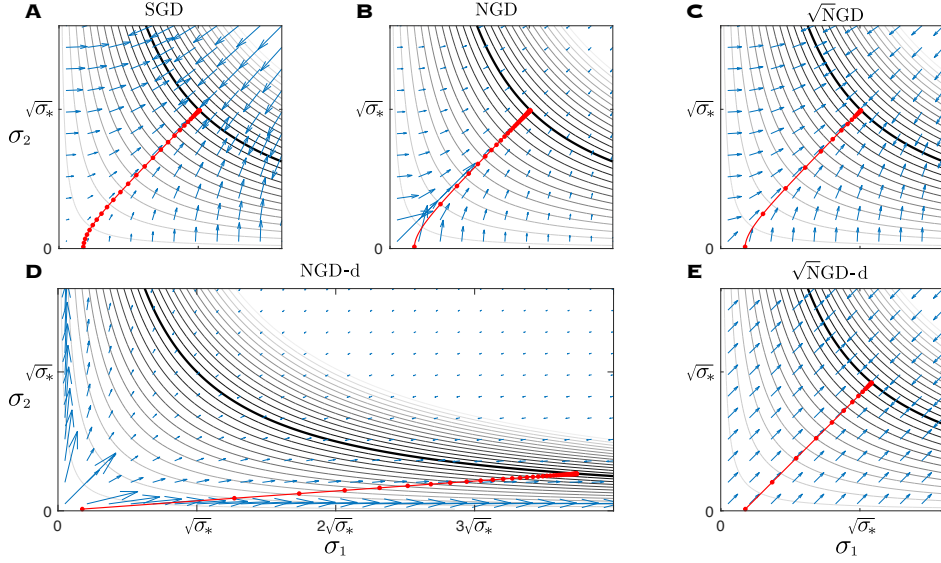 A SGD
B NGD
C √NGD
√σ* √σ* √σ*
σ2
0 0 0
D NGD-d
E √NGD-d
√σ* √σ*
σ2
0 0
0 √σ* 2√σ* 3√σ* √σ*
σ1 σ1